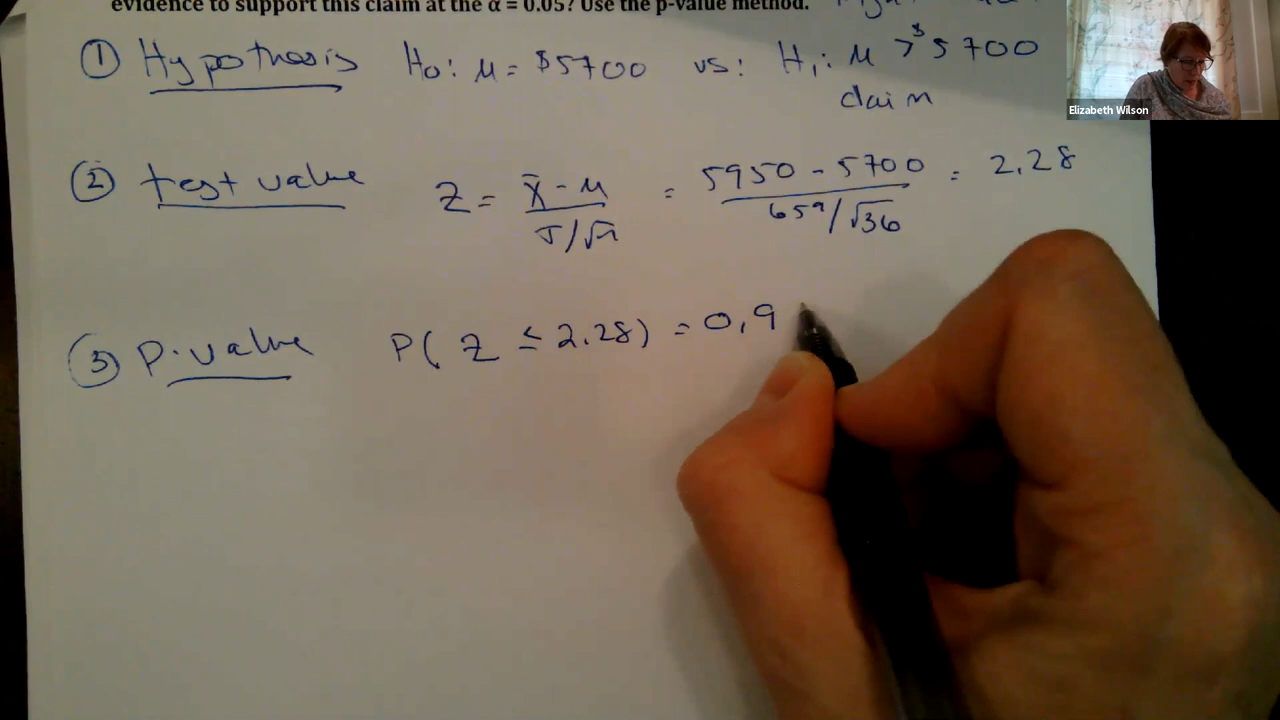 evidence to support this claim at the α = 0.05? Use the p-value method.
① Hypothesis H₀: μ = $5700 vs: H₁: μ > $5700
claim
Elizabeth Wilson
② test value Z = X̄ - μ / σ/√n = 5950 - 5700 / 659/√36 = 2.28
③ P-value P( Z ≤ 2.28) = 0.9